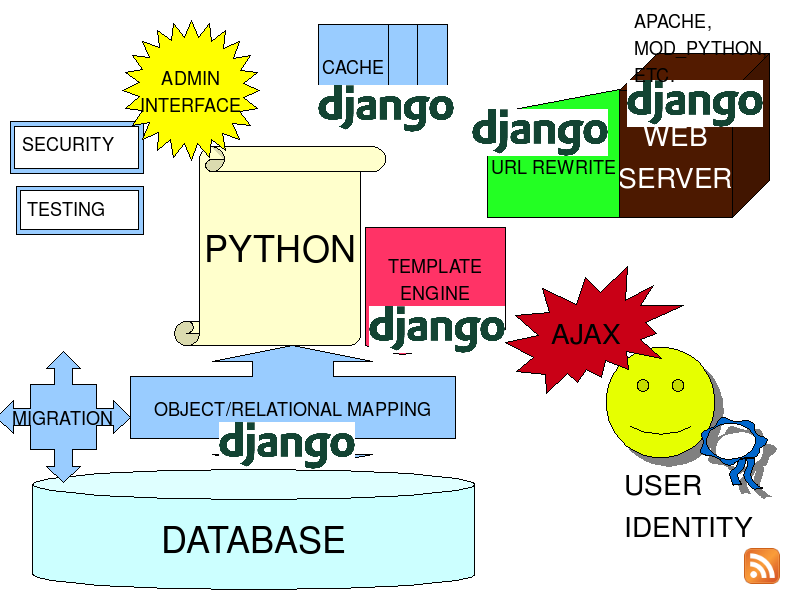 APACHE,
MOD_PYTHON,
ETC.
ADMIN
INTERFACE
CACHE
django
django
django
WEB
SERVER
URL REWRITE
SECURITY
TESTING
PYTHON
TEMPLATE
ENGINE
django
AJAX
MIGRATION
OBJECT/RELATIONAL MAPPING
django
DATABASE
USER
IDENTITY